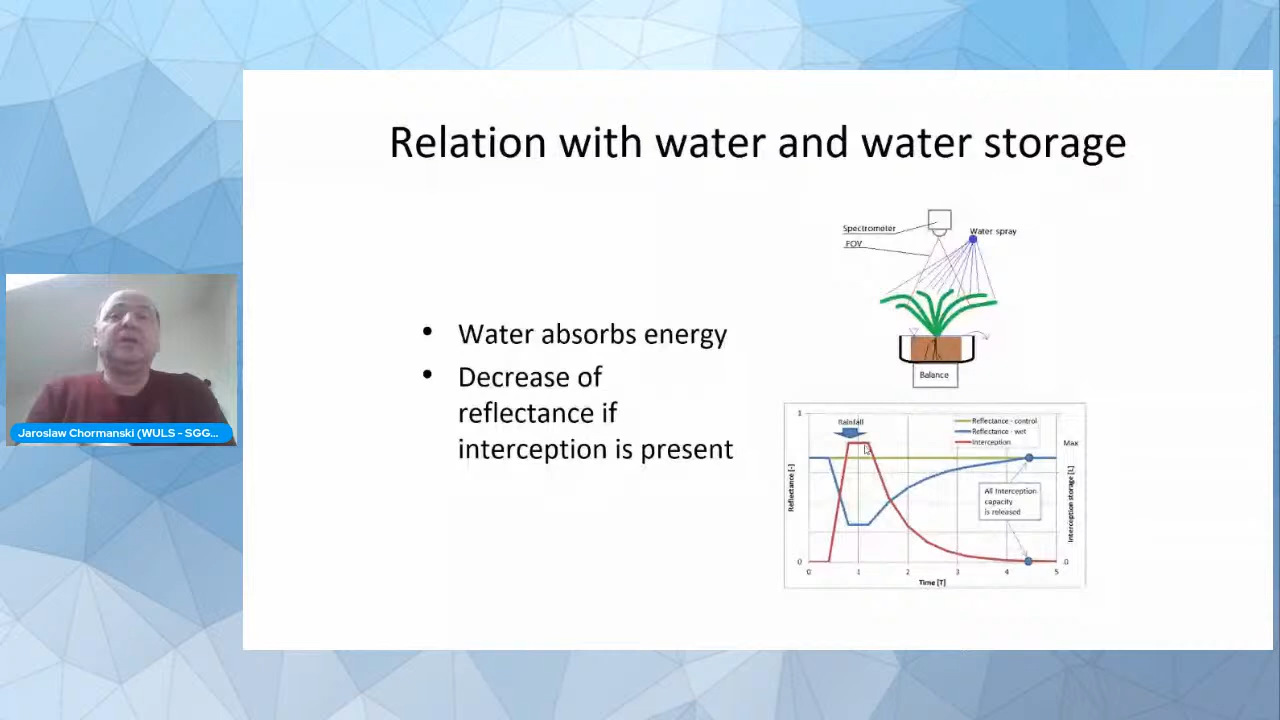 Relation with water and water storage
• Water absorbs energy
• Decrease of
reflectance if
interception is present
Spectrometer
FOV
Water spray
Balance
1
Rainfall
Reflectance - control
Reflectance - wet
Interception
Max
Reflectance [-]
All Interception
capacity
is released
Interception storage [L]
0
0
0 1 2 3 4 5
Time [T]
Jaroslaw Chormanski (WULS - SGG...